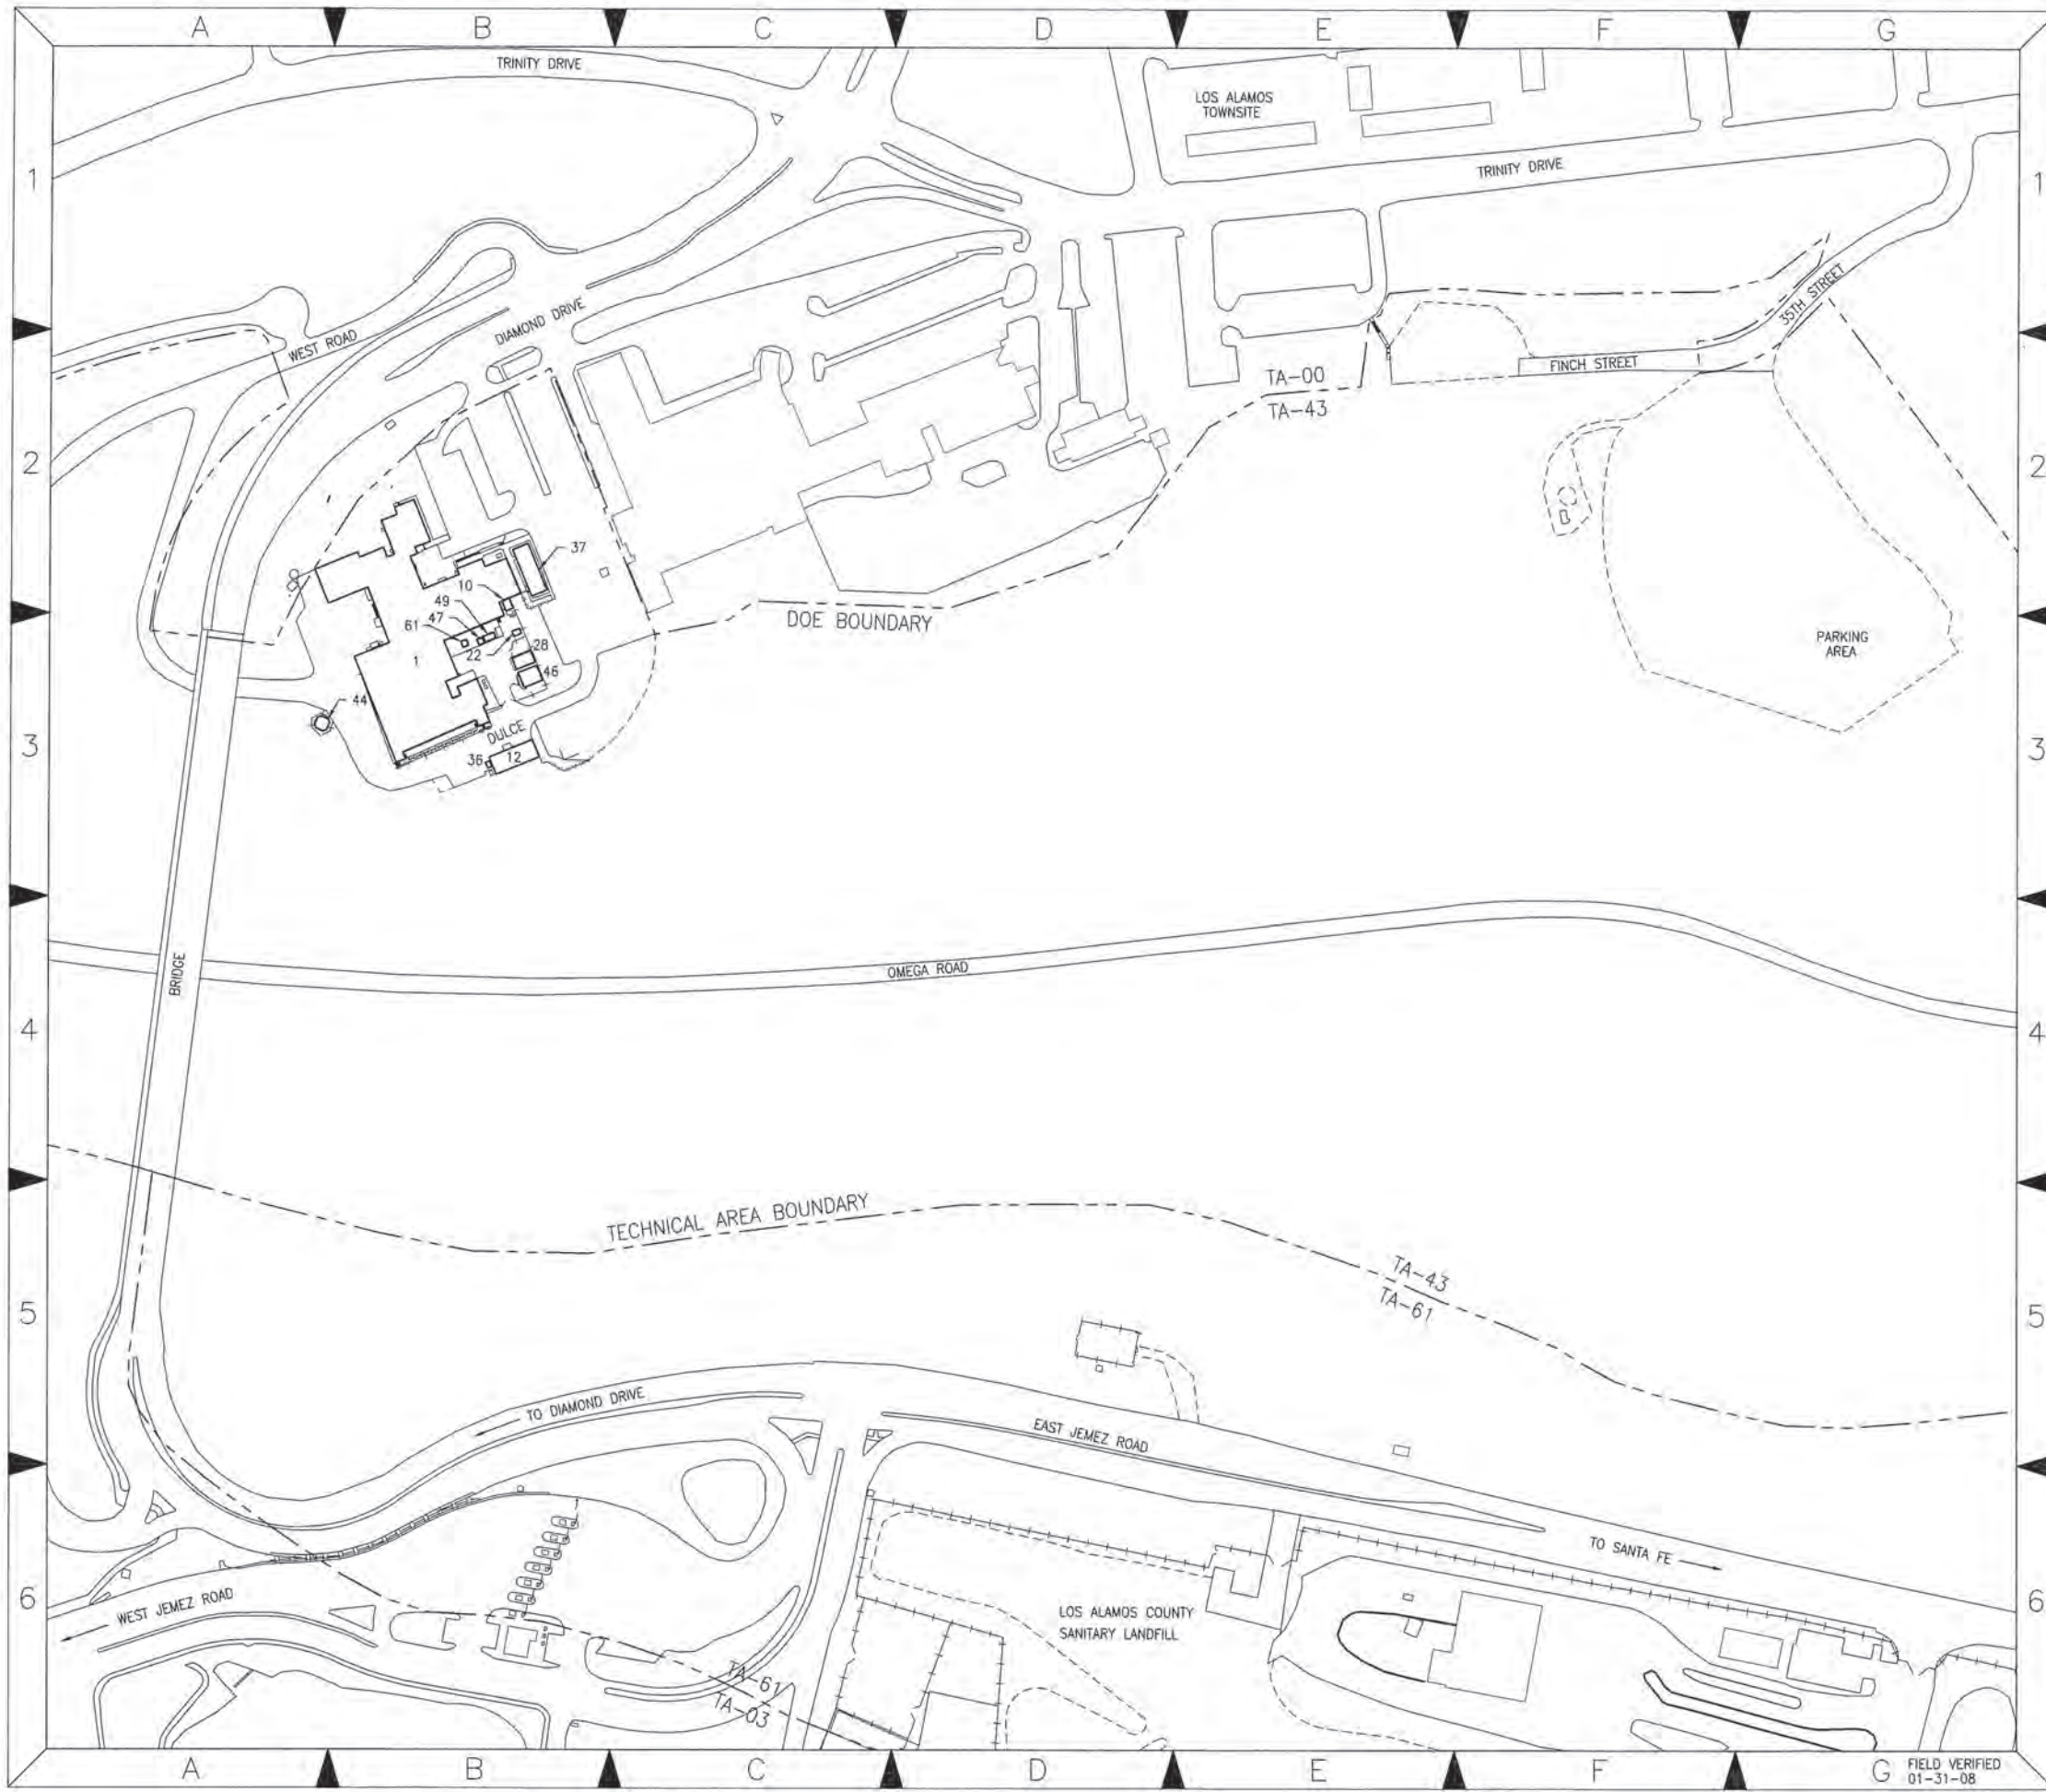 A B C D E F G
TRINITY DRIVE
LOS ALAMOS
TOWNSITE
1
TRINITY DRIVE
1
35TH STREET
DIAMOND DRIVE
WEST ROAD
FINCH STREET
TA-00
TA-43
2
2
37
10
49
47
61
DOE BOUNDARY
PARKING
AREA
28
22
1
46
44
DULCE
3
36
12
3
OMEGA ROAD
BRIDGE
4
4
TECHNICAL AREA BOUNDARY
TA-43
TA-61
5
5
TO DIAMOND DRIVE
EAST JEMEZ ROAD
TO SANTA FE
6
WEST JEMEZ ROAD
LOS ALAMOS COUNTY
SANITARY LANDFILL
6
TA-61
TA-03
A B C D E F G
FIELD VERIFIED
01-31-08